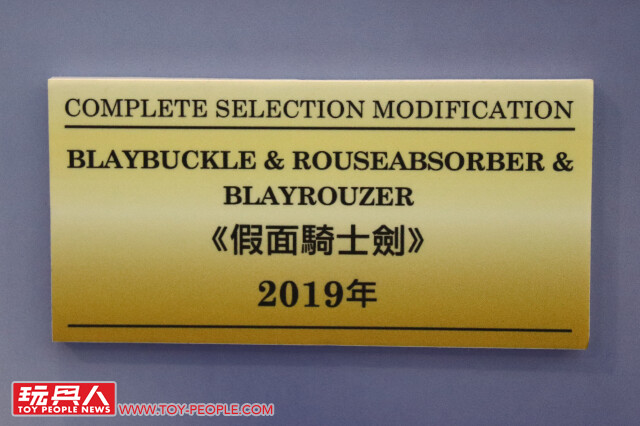 COMPLETE SELECTION MODIFICATION
BLAYBUCKLE & ROUSEABSORBER &
BLAYROUZER
《假面騎士劍》
2019年
玩具人
TOY PEOPLE NEWS
WWW.TOY-PEOPLE.COM